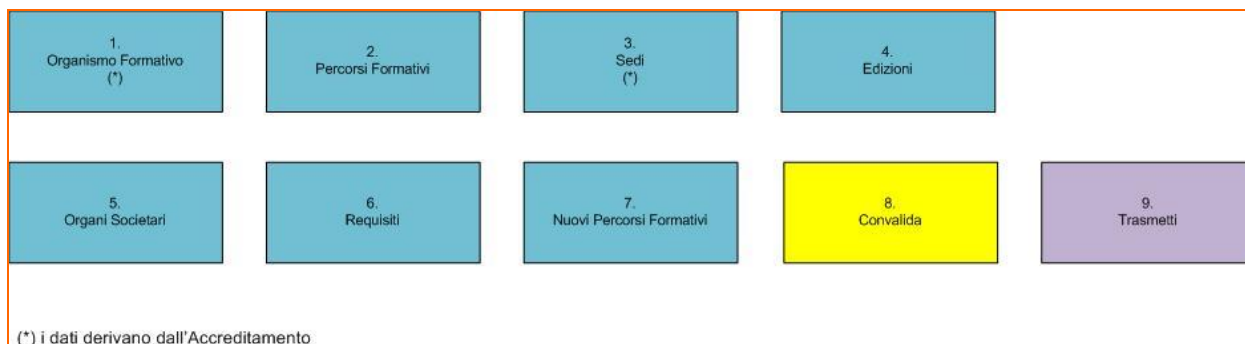 1.
Organismo Formativo
(*)
2.
Percorsi Formativi
3.
Sedi
(*)
4.
Edizioni
5.
Organi Societari
6.
Requisiti
7.
Nuovi Percorsi Formativi
8.
Convalida
9.
Trasmetti
(*) i dati derivano dall'Accreditamento